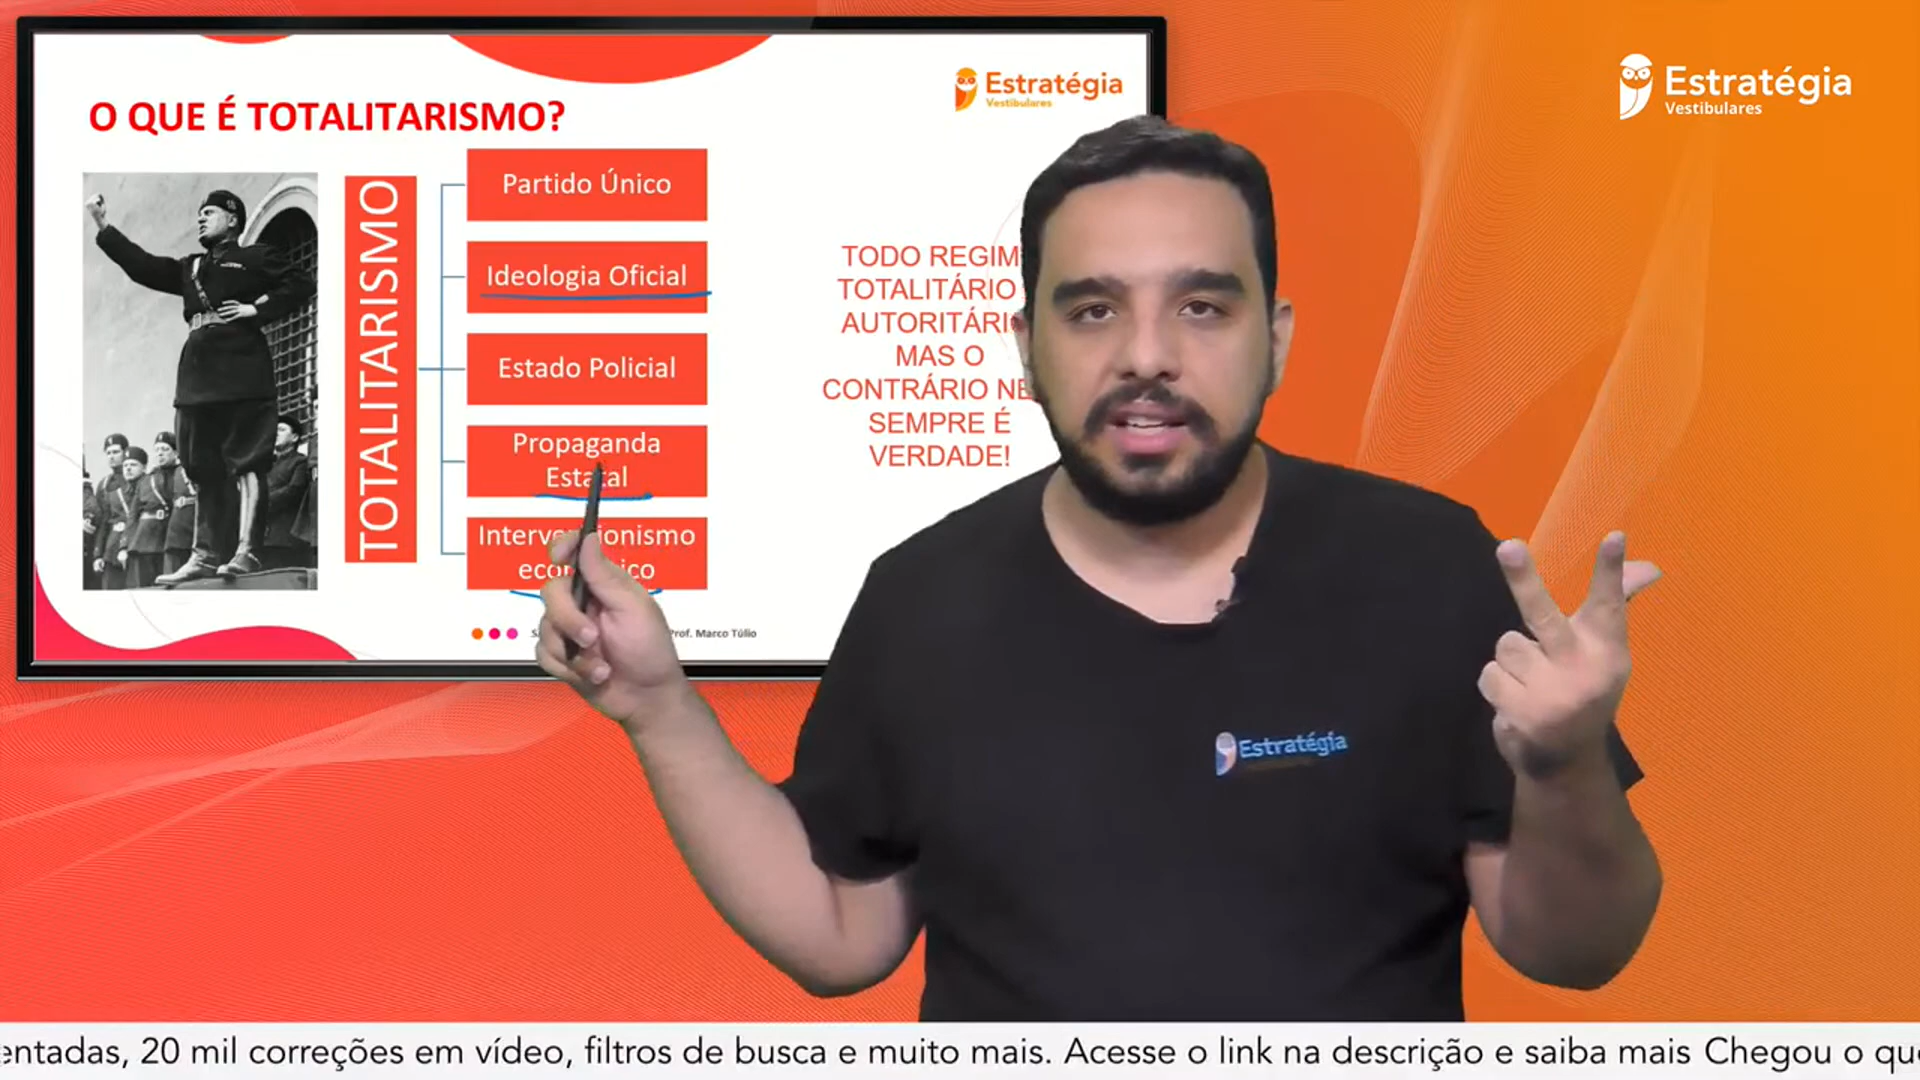 O QUE É TOTALITARISMO?
Estratégia
Vestibulares
Estratégia
Vestibulares
TOTALITARISMO
Partido Único
Ideologia Oficial
Estado Policial
Propaganda
Estatal
TODO REGIM
TOTALITÁRIO
AUTORITÁRIO
MAS O
CONTRÁRIO NE
SEMPRE É
VERDADE!
Prof. Marco Túlio
Estratégia
entadas, 20 mil correções em vídeo, filtros de busca e muito mais. Acesse o link na descrição e saiba mais Chegou o que